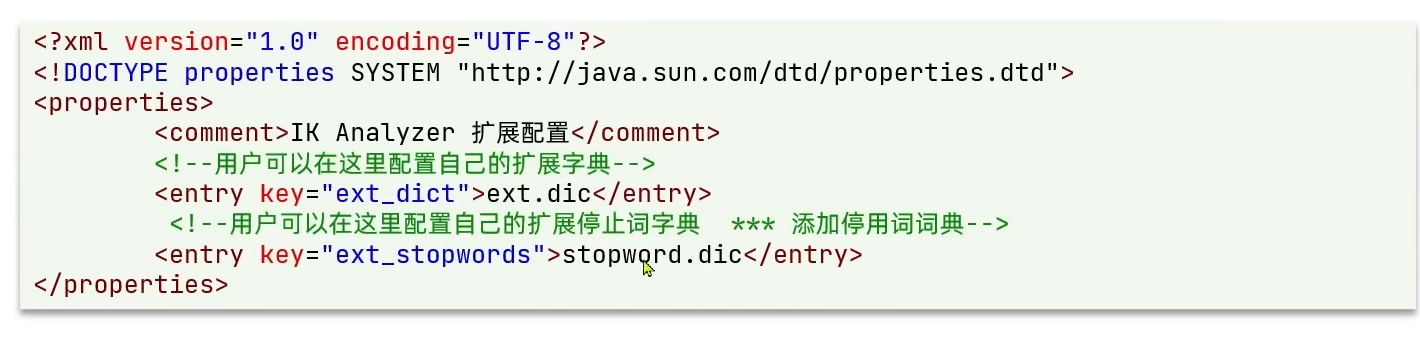 <?xml version="1.0" encoding="UTF-8"?>
<!DOCTYPE properties SYSTEM "http://java.sun.com/dtd/properties.dtd">
<properties>
        <comment>IK Analyzer 扩展配置</comment>
        <!--用户可以在这里配置自己的扩展字典-->
        <entry key="ext_dict">ext.dic</entry>
         <!--用户可以在这里配置自己的扩展停止词字典  *** 添加停用词词典-->
        <entry key="ext_stopwords">stopword.dic</entry>
</properties>